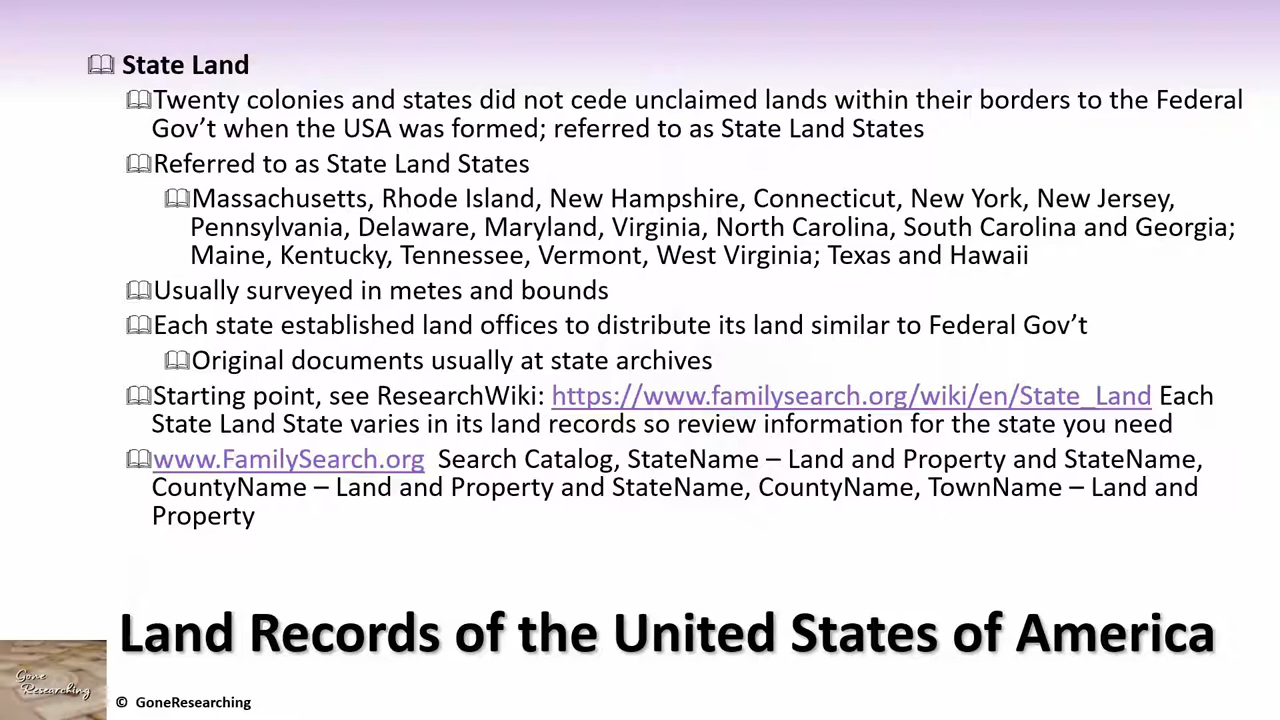 State Land
Twenty colonies and states did not cede unclaimed lands within their borders to the Federal
Gov't when the USA was formed; referred to as State Land States
Referred to as State Land States
Massachusetts, Rhode Island, New Hampshire, Connecticut, New York, New Jersey,
Pennsylvania, Delaware, Maryland, Virginia, North Carolina, South Carolina and Georgia;
Maine, Kentucky, Tennessee, Vermont, West Virginia; Texas and Hawaii
Usually surveyed in metes and bounds
Each state established land offices to distribute its land similar to Federal Gov't
Original documents usually at state archives
Starting point, see ResearchWiki: https://www.familysearch.org/wiki/en/State_Land Each
State Land State varies in its land records so review information for the state you need
www.FamilySearch.org Search Catalog, StateName – Land and Property and StateName,
CountyName – Land and Property and StateName, CountyName, TownName – Land and
Property
Land Records of the United States of America
Gone
Researching
© GoneResearching